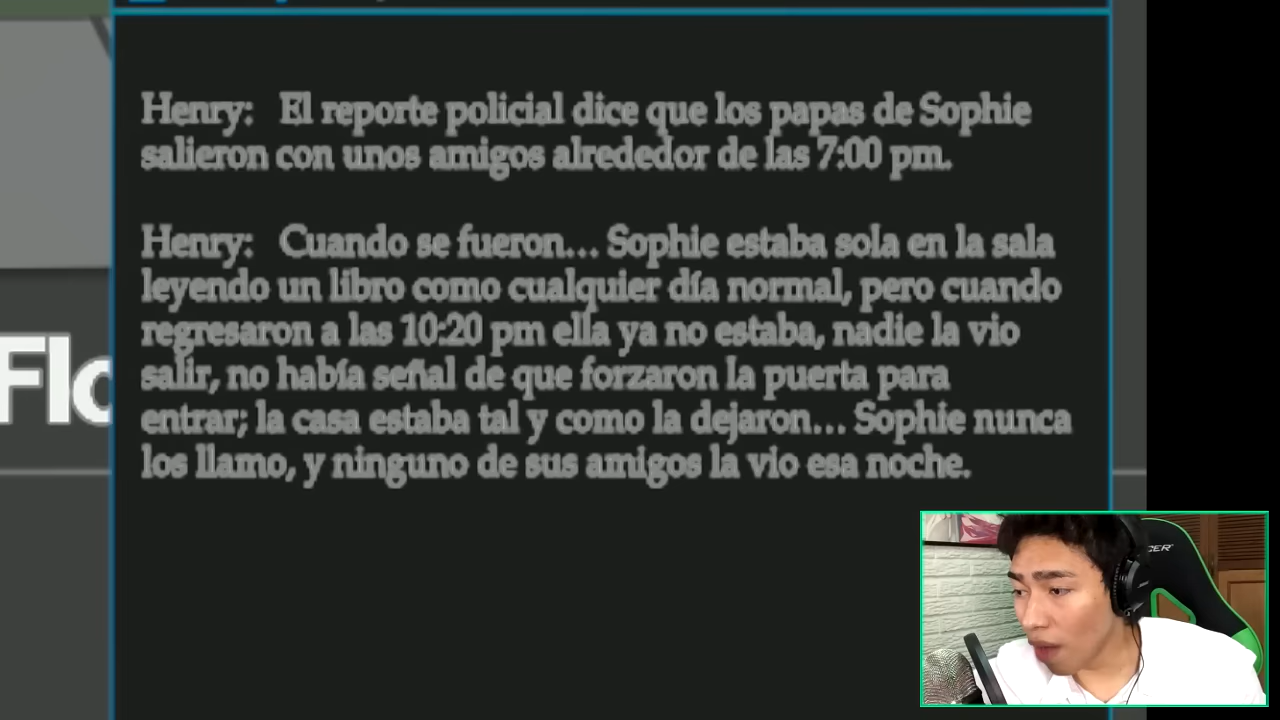 Henry: El reporte policial dice que los papas de Sophie
salieron con unos amigos alrededor de las 7:00 pm.
Henry: Cuando se fueron... Sophie estaba sola en la sala
leyendo un libro como cualquier día normal, pero cuando
regresaron a las 10:20 pm ella ya no estaba, nadie la vio
salir, no había señal de que forzaron la puerta para
Flo
entrar; la casa estaba tal y como la dejaron... Sophie nunca
los llamo, y ninguno de sus amigos la vio esa noche.